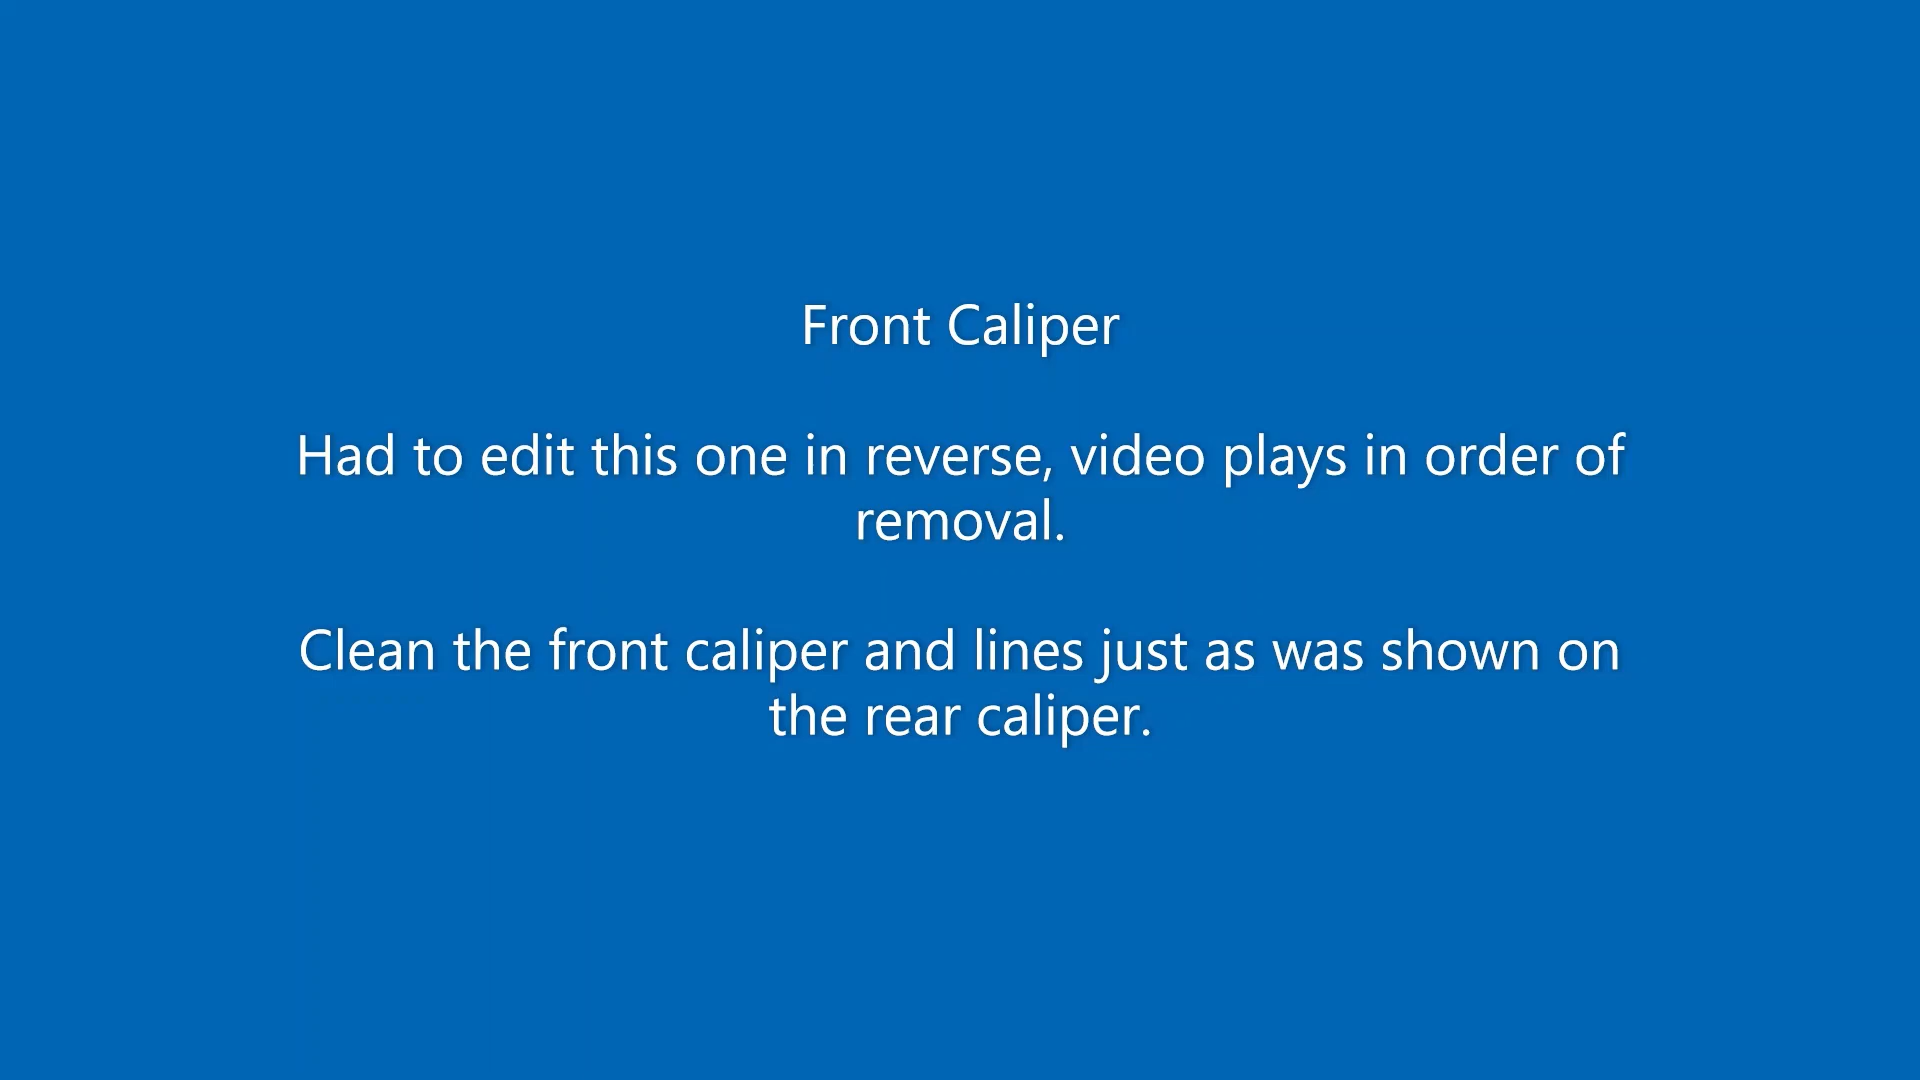 Front Caliper
Had to edit this one in reverse, video plays in order of
removal.
Clean the front caliper and lines just as was shown on
the rear caliper.